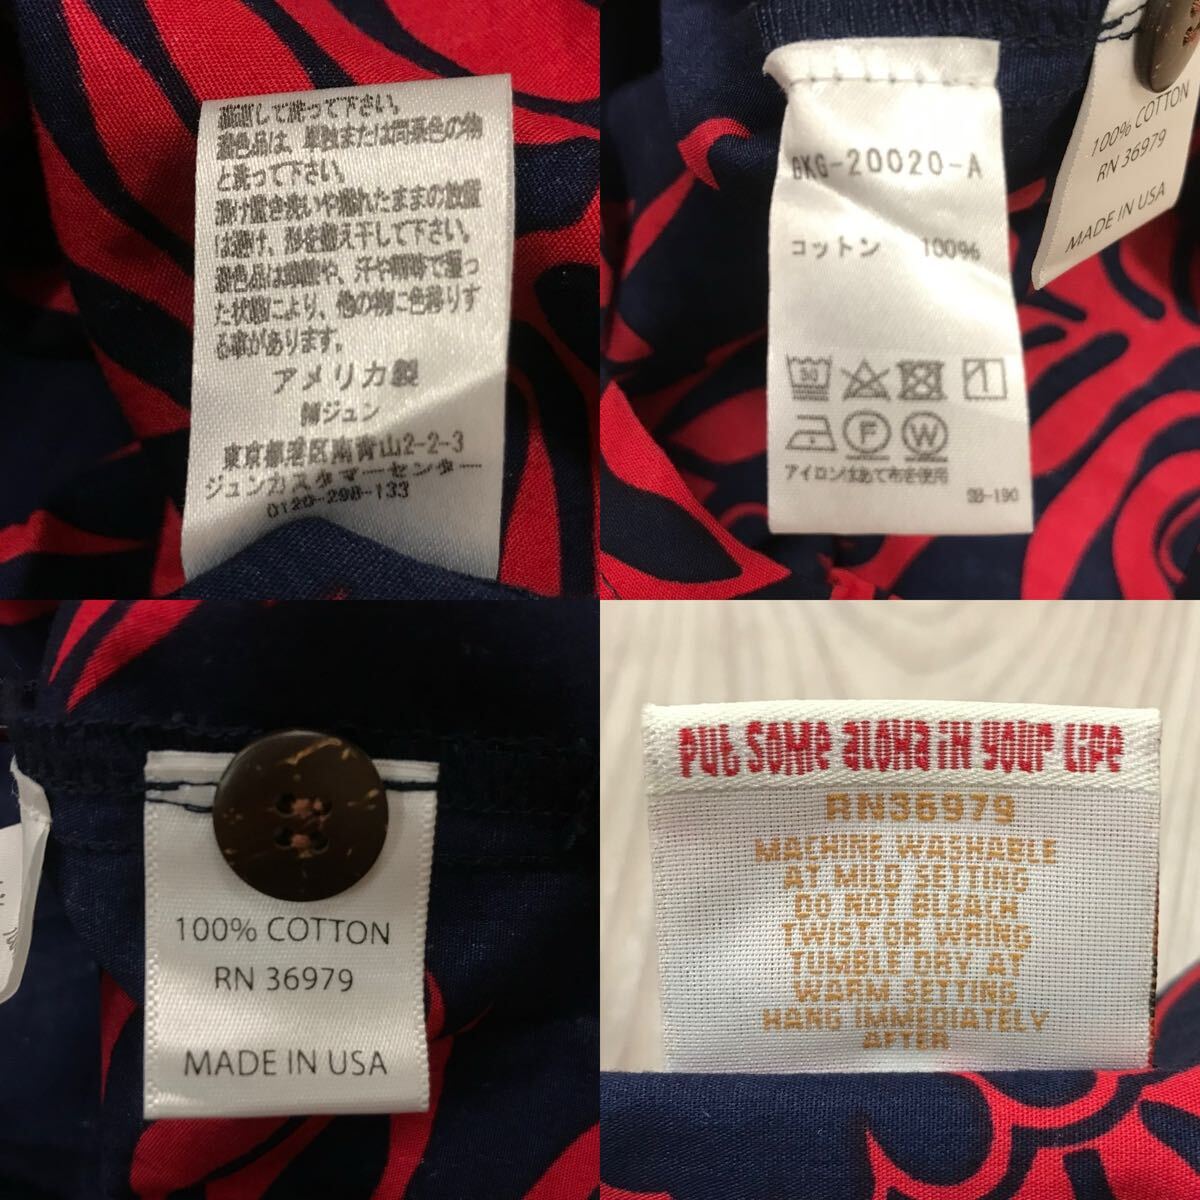 裏返して洗って下さい。
濃色品は、単独または同系色の物
と洗って下さい。
漬け置き洗いや濡れたままの放置
は避け、形を整え干して下さい。
濃色品は摩擦や、汗や雨等で湿っ
た状態により、他の物に色移りす
る事があります。
アメリカ製
㈱ジュン
東京都港区南青山2-2-3
ジュンカスタマーセンター
0120-298-133
GKG-20020-A
コットン 100%
30
1
F W
アイロンはあて布を使用
SB-190
100% COTTON
RN 36979
MADE IN USA
100% COTTON
RN 36979
MADE IN USA
Put Some aloha in your Life
RN36979
MACHINE WASHABLE
AT MILD SETTING
DO NOT BLEACH
TWIST OR WRING
TUMBLE DRY AT
WARM SETTING
HANG IMMEDIATELY
AFTER